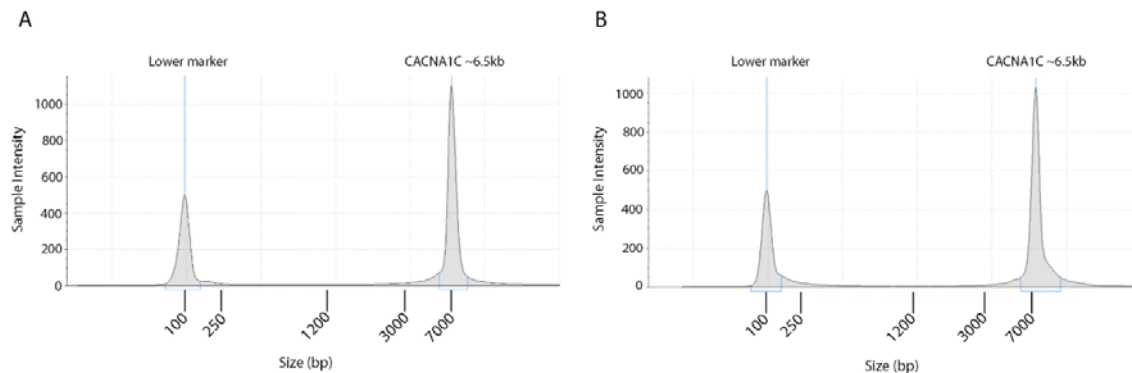 A
Lower marker
CACNA1C ~6.5kb
Sample Intensity
1000
800
600
400
200
0
100
250
1200
3000
7000
Size (bp)
B
Lower marker
CACNA1C ~6.5kb
Sample Intensity
1000
800
600
400
200
0
100
250
1200
3000
7000
Size (bp)